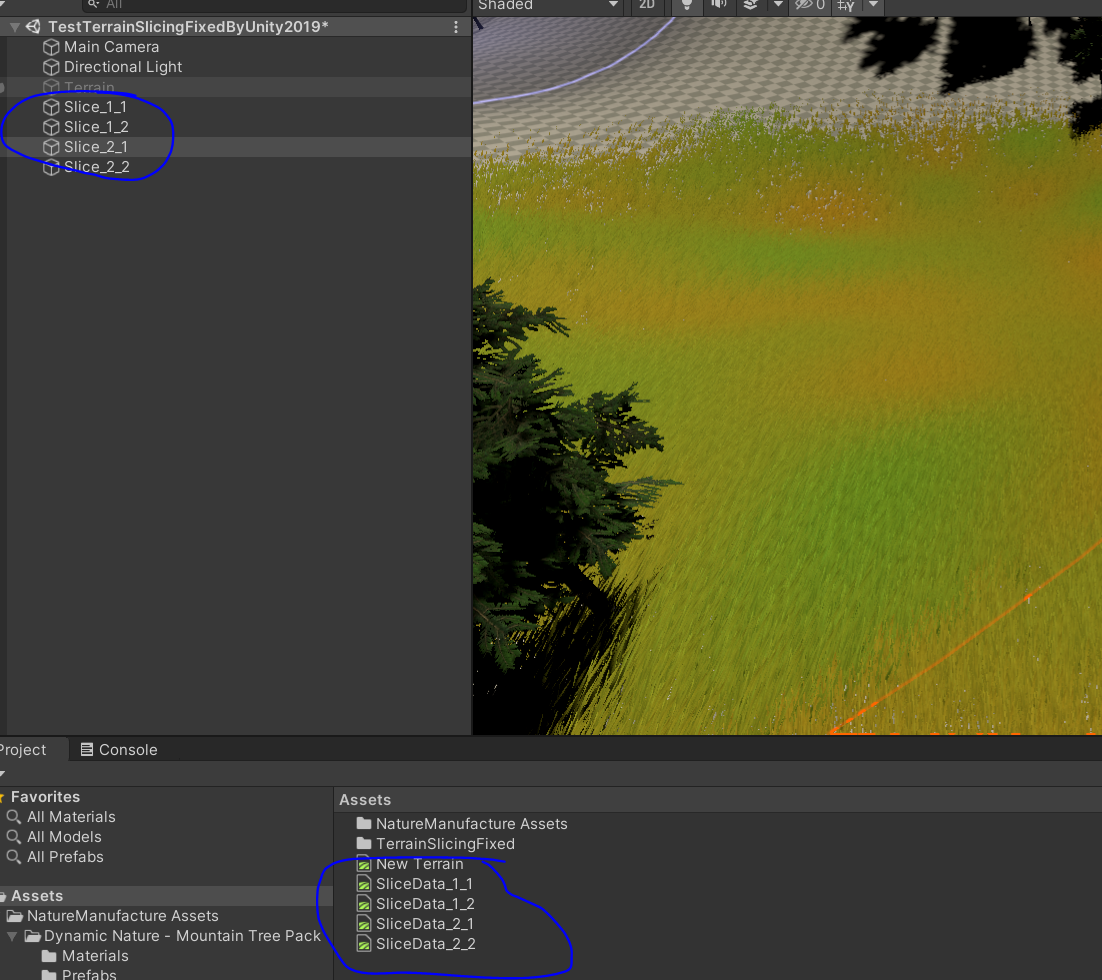 All
Shaded
2D
0
TestTerrainSlicingFixedByUnity2019*
Main Camera
Directional Light
Terrain
Slice_1_1
Slice_1_2
Slice_2_1
Slice_2_2
Project
Console
Favorites
All Materials
All Models
All Prefabs
Assets
NatureManufacture Assets
Dynamic Nature - Mountain Tree Pack
Materials
Prefabs
Assets
NatureManufacture Assets
TerrainSlicingFixed
New Terrain
SliceData_1_1
SliceData_1_2
SliceData_2_1
SliceData_2_2